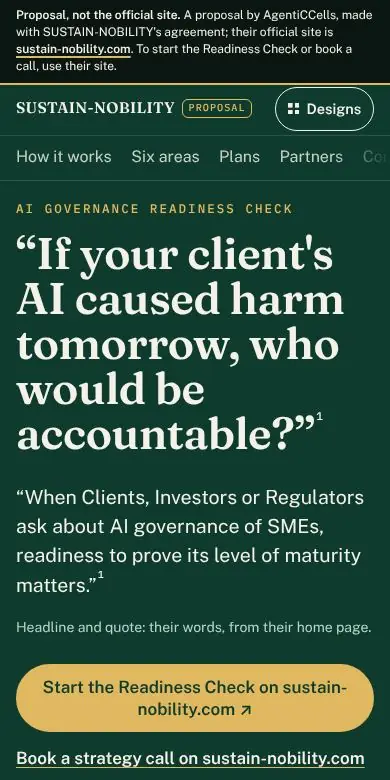 Proposal, not the official site. A proposal by AgentiCCells, made
with SUSTAIN-NOBILITY's agreement; their official site is
sustain-nobility.com. To start the Readiness Check or book a
call, use their site.
SUSTAIN-NOBILITY PROPOSAL Designs
How it works Six areas Plans Partners
AI GOVERNANCE READINESS CHECK
“If your client's
AI caused harm
tomorrow, who
would be
accountable?”¹
“When Clients, Investors or Regulators
ask about AI governance of SMEs,
readiness to prove its level of maturity
matters.”¹
Headline and quote: their words, from their home page.
Start the Readiness Check on sustain-
nobility.com ↗
Book a strategy call on sustain-nobility.com